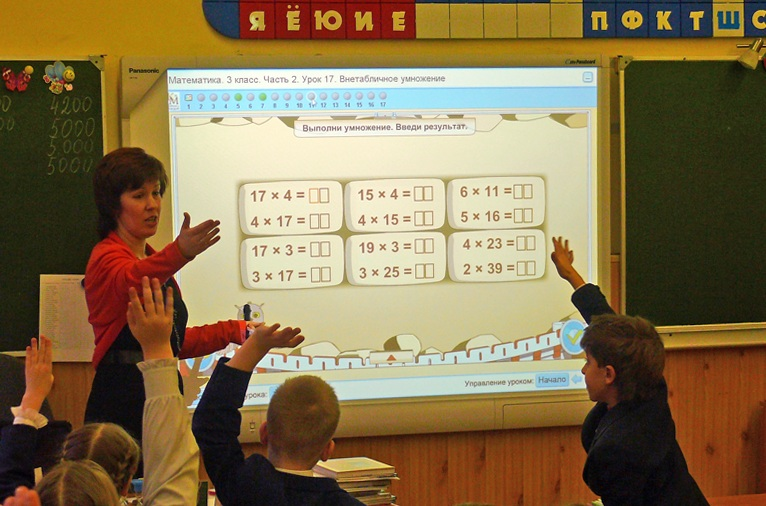 Я Ё Ю И Е П Ф К Т Ш С
Panasonic
Математика. 3 класс. Часть 2. Урок 17. Внетабличное умножение
1 2 3 4 5 6 7 8 9 10 11 12 13 14 15 16 17
Выполни умножение. Введи результат.
17 × 4 = 15 × 4 = 6 × 11 =
4 × 17 = 4 × 15 = 5 × 16 =
17 × 3 = 19 × 3 = 4 × 23 =
3 × 17 = 3 × 25 = 2 × 39 =
урока:
Управление уроком: Начало
4200
5000
5000
5000